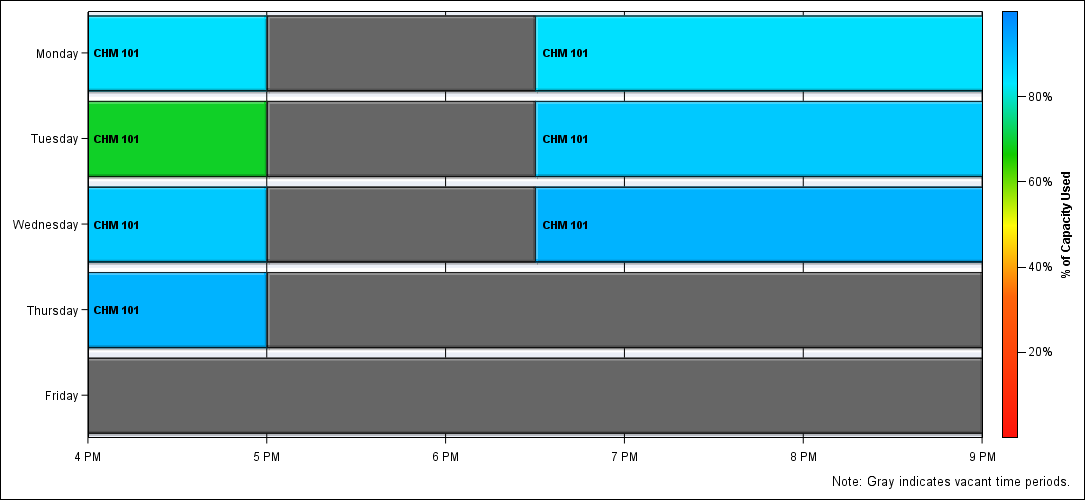 Monday
CHM 101
CHM 101
Tuesday
CHM 101
CHM 101
Wednesday
CHM 101
CHM 101
Thursday
CHM 101
Friday
4 PM
5 PM
6 PM
7 PM
8 PM
9 PM
80%
60%
40%
20%
% of Capacity Used
Note: Gray indicates vacant time periods.